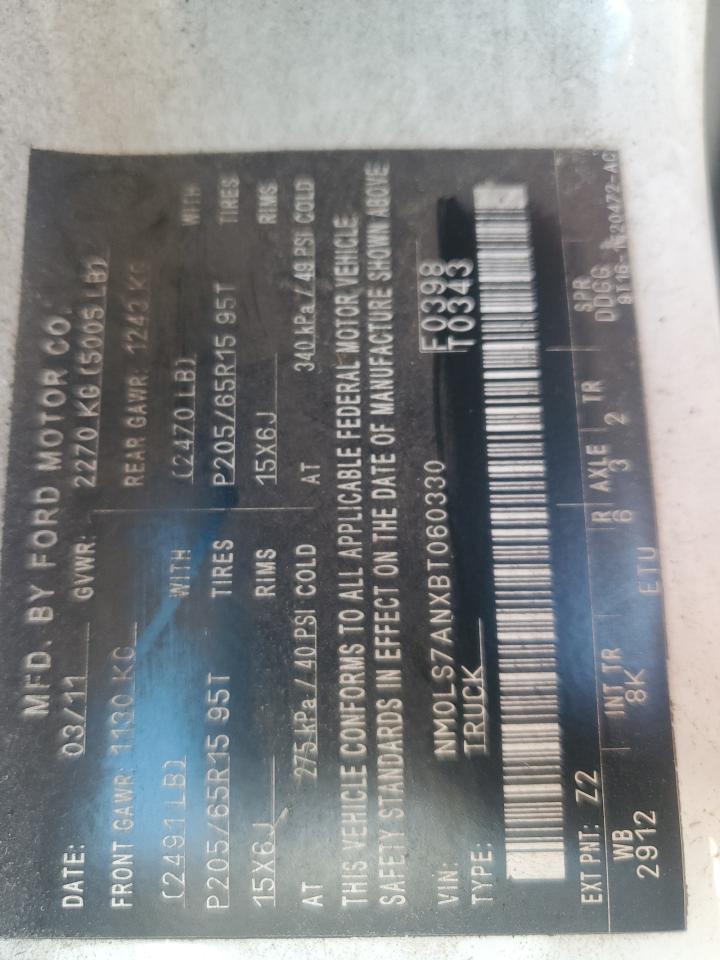 MFD. BY FORD MOTOR CO.
DATE: 03/11 GVWR: 2270 KG (5005 LB)
FRONT GAWR: 1130 KG REAR GAWR: 1243 KG
(2491 LB) WITH (2470 LB) WITH
P205/65R15 95T TIRES P205/65R15 95T TIRES
15X6J RIMS 15X6J RIMS
AT 275 kPa / 40 PSI COLD AT 340 kPa / 49 PSI COLD
THIS VEHICLE CONFORMS TO ALL APPLICABLE FEDERAL MOTOR VEHICLE
SAFETY STANDARDS IN EFFECT ON THE DATE OF MANUFACTURE SHOWN ABOVE
VIN: NM0LS7ANXBT060330 F0398
TYPE: TRUCK T0343
EXT PNT: Z2 R AXLE TR SPR
WB INT TR 6 3 2 DDGG
2912 8K ETU